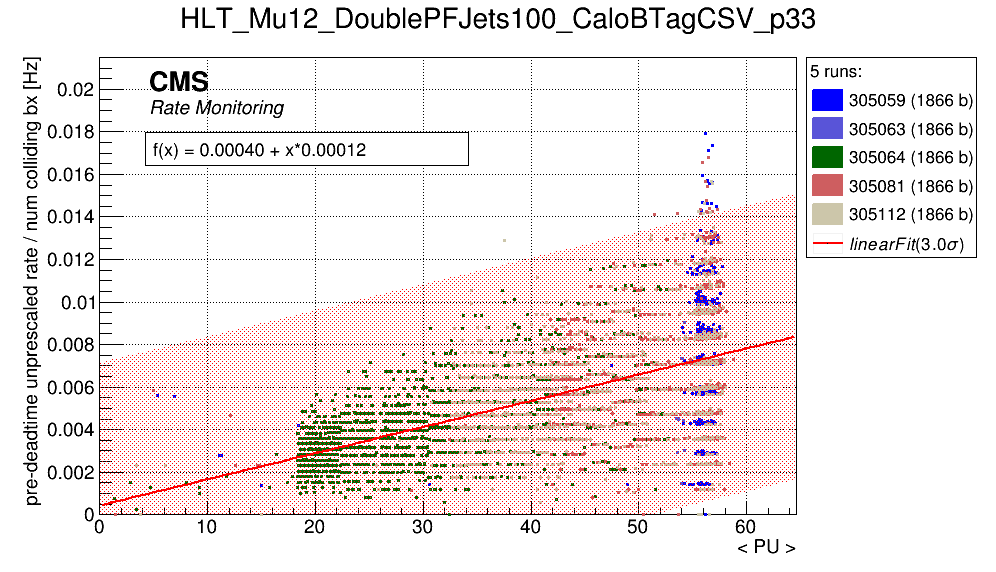 HLT_Mu12_DoublePFJets100_CaloBTagCSV_p33
pre-deadtime unprescaled rate / num colliding bx [Hz]
CMS
Rate Monitoring
f(x) = 0.00040 + x*0.00012
0.02
0.018
0.016
0.014
0.012
0.01
0.008
0.006
0.004
0.002
0
0 10 20 30 40 50 60
< PU >
5 runs:
305059 (1866 b)
305063 (1866 b)
305064 (1866 b)
305081 (1866 b)
305112 (1866 b)
linearFit(3.0σ)